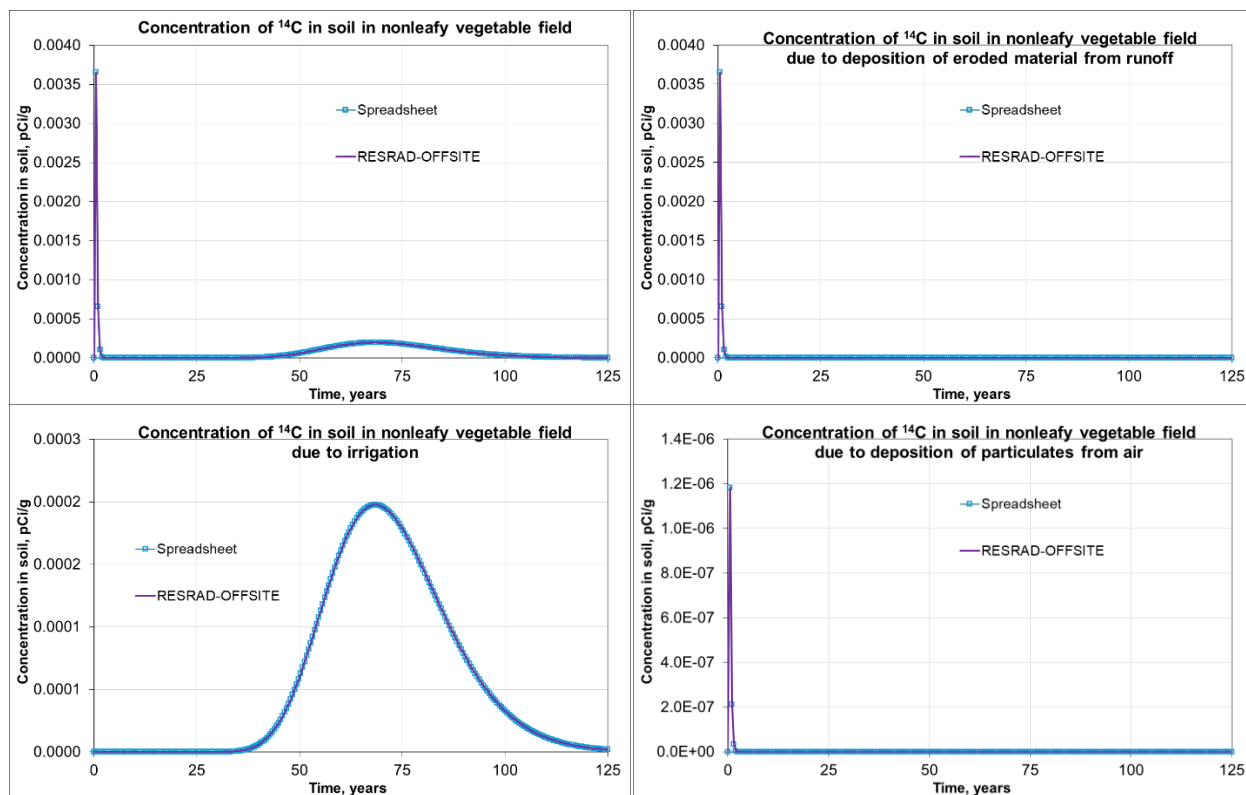 Concentration of ¹⁴C in soil in nonleafy vegetable field
Concentration in soil, pCi/g
0.0040
0.0035
0.0030
0.0025
0.0020
0.0015
0.0010
0.0005
0.0000
Spreadsheet
RESRAD-OFFSITE
0 25 50 75 100 125
Time, years
Concentration of ¹⁴C in soil in nonleafy vegetable field
due to deposition of eroded material from runoff
Concentration in soil, pCi/g
0.0040
0.0035
0.0030
0.0025
0.0020
0.0015
0.0010
0.0005
0.0000
Spreadsheet
RESRAD-OFFSITE
0 25 50 75 100 125
Time, years
Concentration of ¹⁴C in soil in nonleafy vegetable field
due to irrigation
Concentration in soil, pCi/g
0.0003
0.0002
0.0002
0.0001
0.0001
0.0000
Spreadsheet
RESRAD-OFFSITE
0 25 50 75 100 125
Time, years
Concentration of ¹⁴C in soil in nonleafy vegetable field
due to deposition of particulates from air
Concentration in soil, pCi/g
1.4E-06
1.2E-06
1.0E-06
8.0E-07
6.0E-07
4.0E-07
2.0E-07
0.0E+00
Spreadsheet
RESRAD-OFFSITE
0 25 50 75 100 125
Time, years